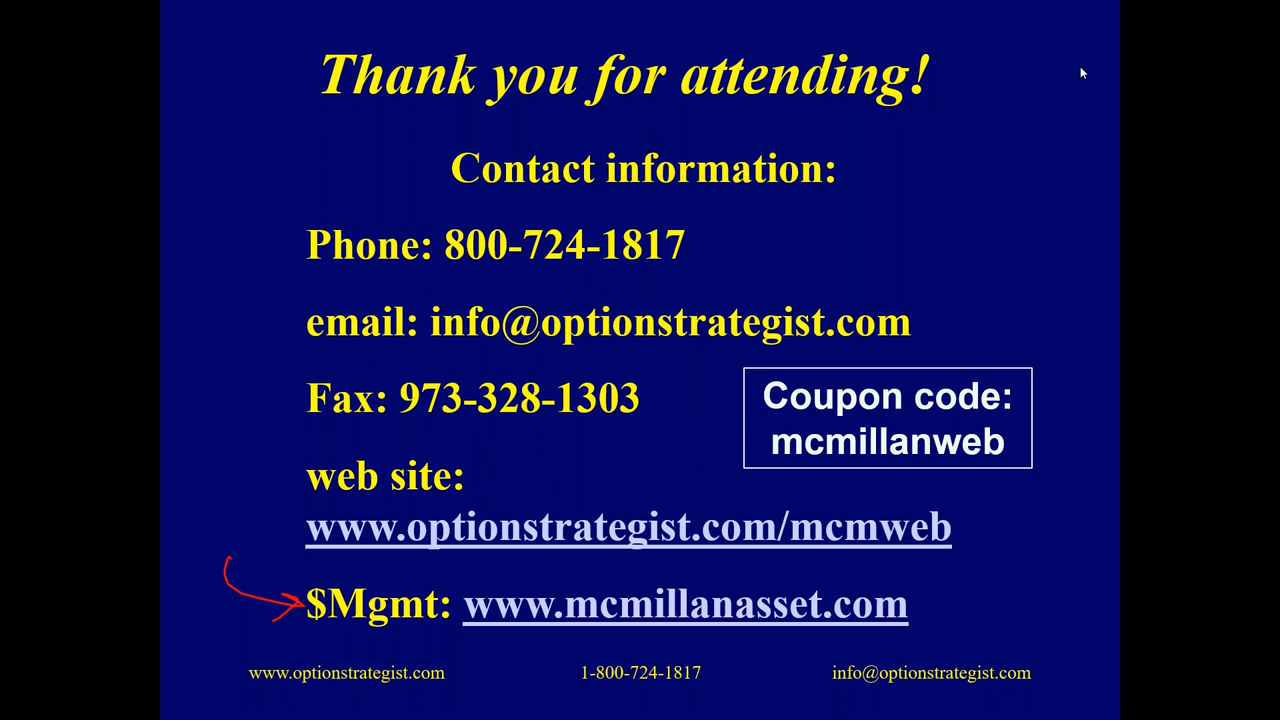 Thank you for attending!
Contact information:
Phone: 800-724-1817
email: info@optionstrategist.com
Fax: 973-328-1303
Coupon code:
mcmillanweb
web site:
www.optionstrategist.com/mcmweb
$Mgmt: www.mcmillanasset.com
www.optionstrategist.com 1-800-724-1817 info@optionstrategist.com